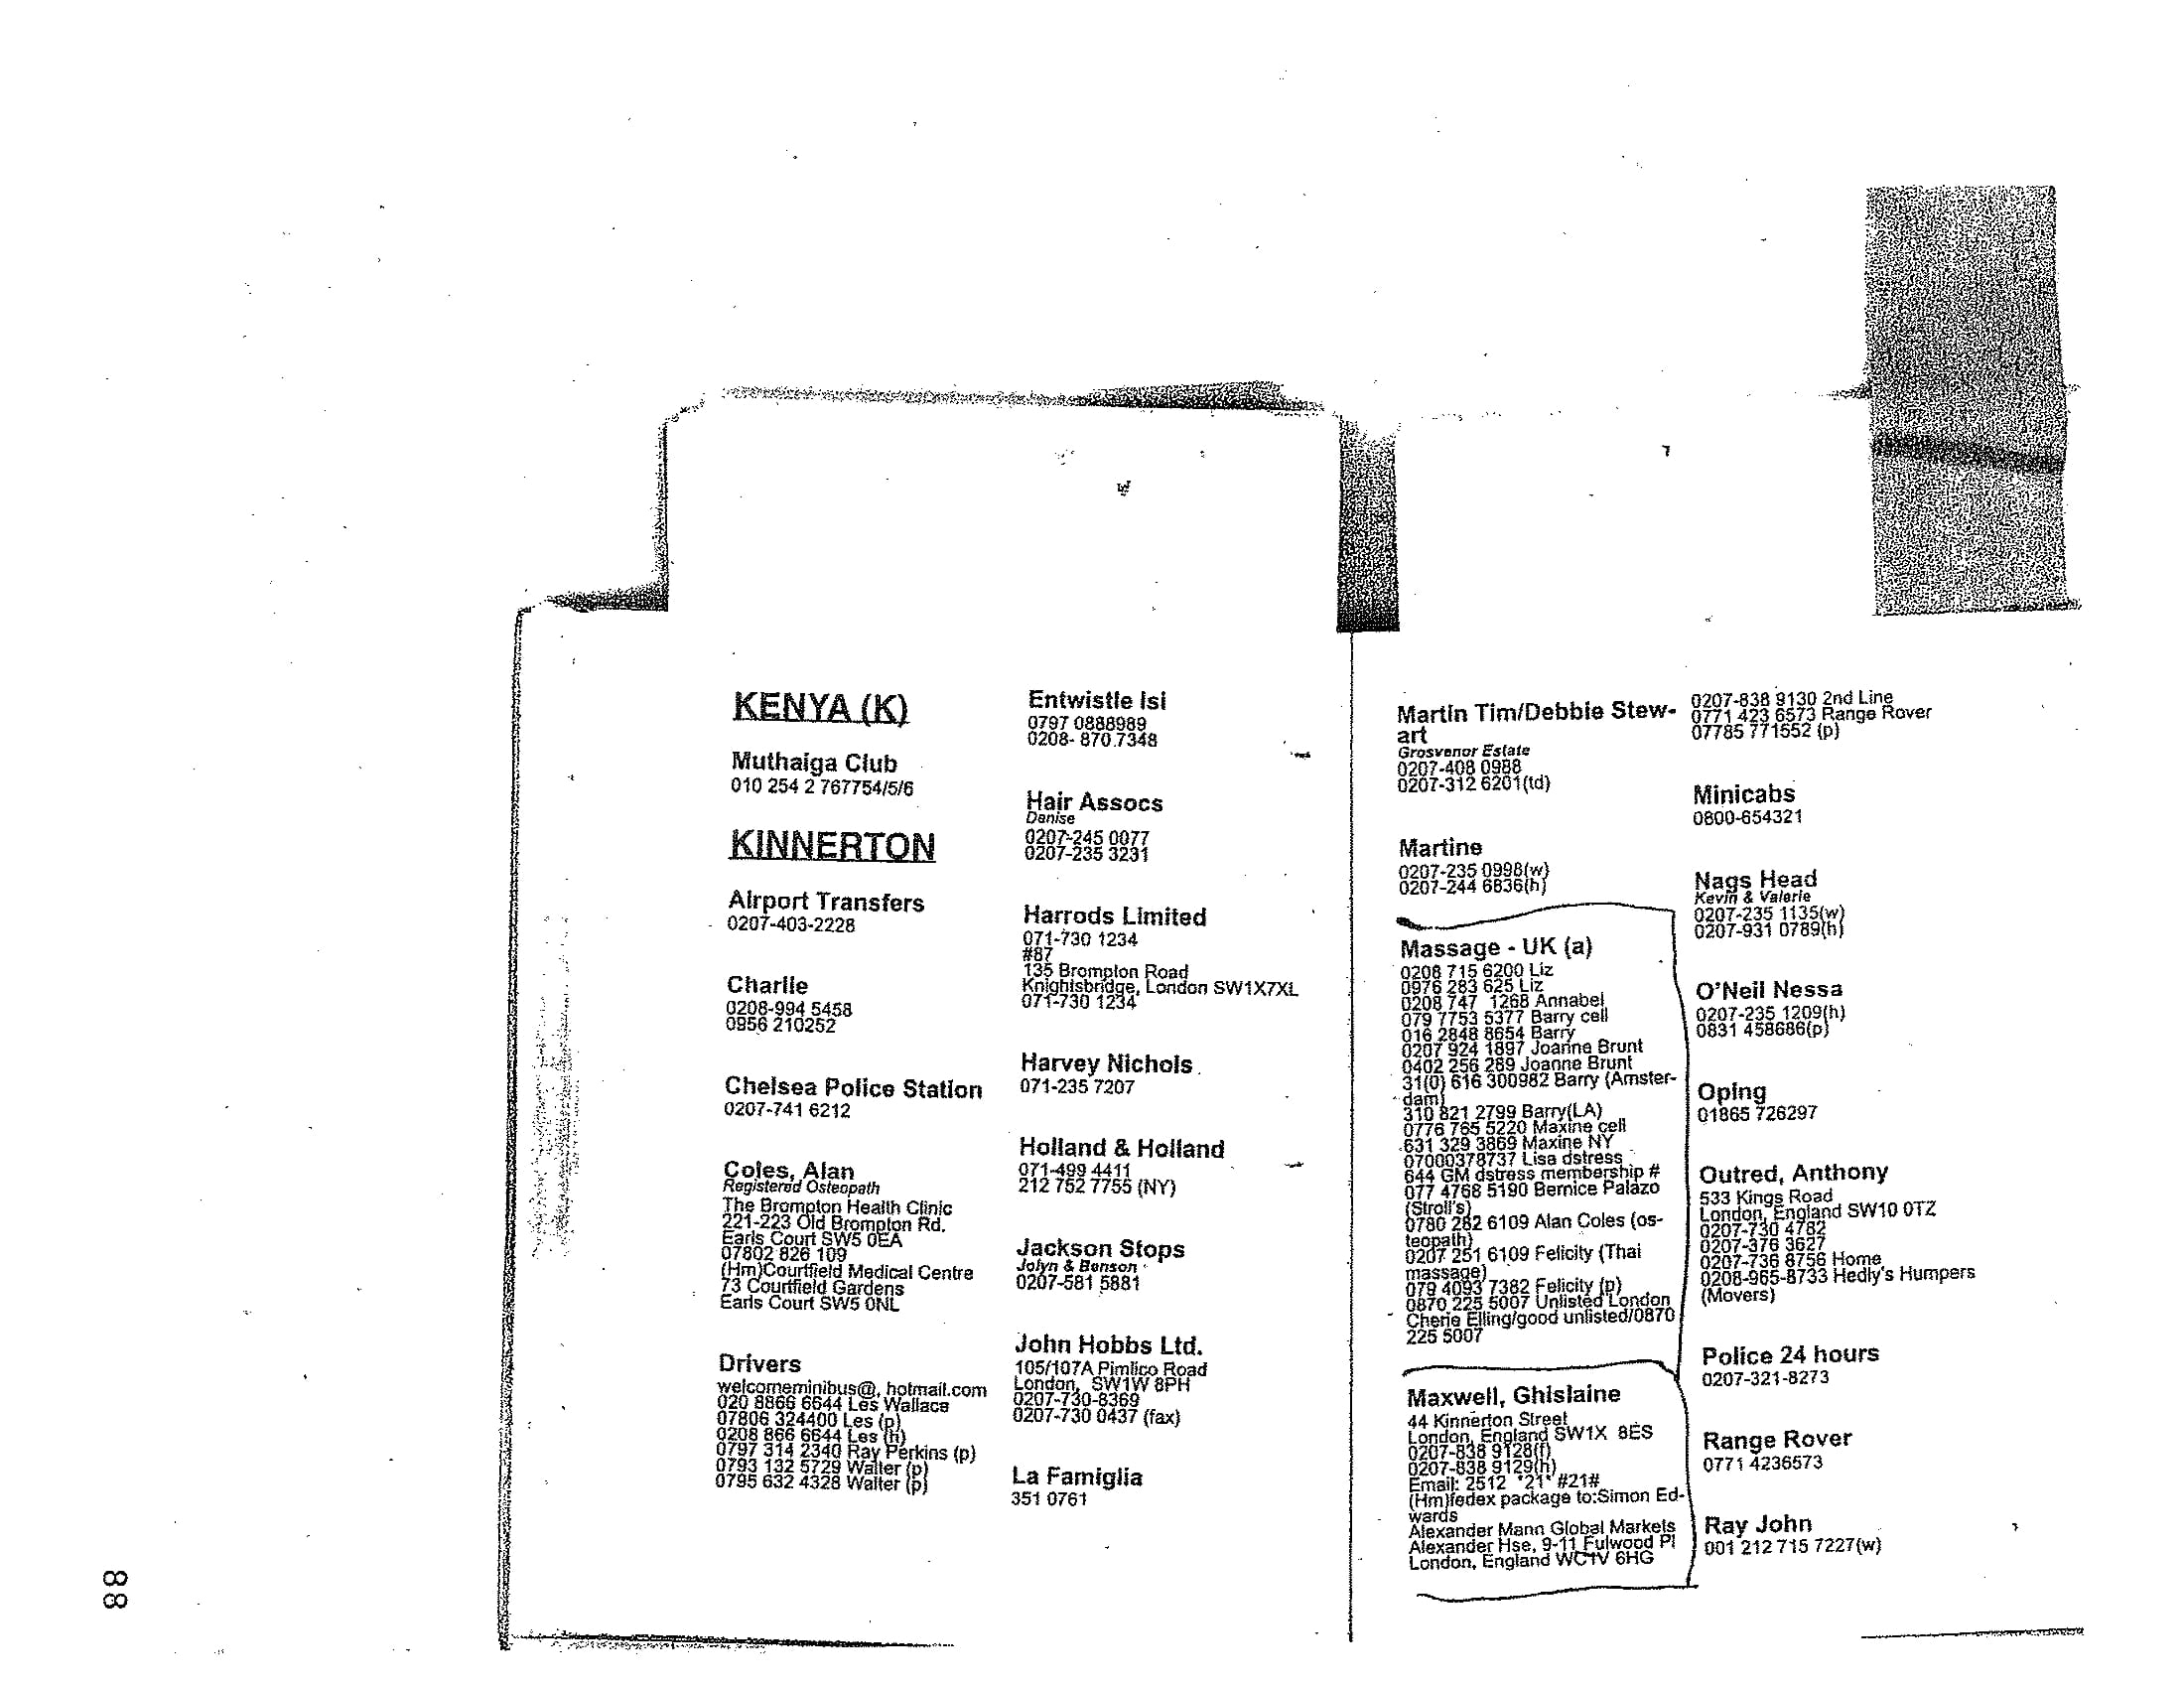 KENYA (K)
Muthaiga Club
010 254 2 767754/5/6
KINNERTON
Airport Transfers
0207-403-2228
Charlie
0208-994 5458
0956 210252
Chelsea Police Station
0207-741 6212
Coles, Alan
Registered Osteopath
The Brompton Health Clinic
221-223 Old Brompton Rd.
Earls Court SW5 0EA
07802 826 109
(Hm)Courtfield Medical Centre
73 Courtfield Gardens
Earls Court SW5 0NL
Drivers
welcomeminibus@, hotmail.com
020 8866 6644 Les Wallace
07806 324400 Les (p)
0208 866 6644 Les (h)
0797 314 2340 Ray Perkins (p)
0793 132 5729 Walter (p)
0795 632 4328 Walter (p)
Entwistle Isi
0797 0888989
0208- 870.7348
Hair Assocs
Denise
0207-245 0077
0207-235 3231
Harrods Limited
071-730 1234
#87
135 Brompton Road
Knightsbridge, London SW1X7XL
071-730 1234
Harvey Nichols
071-235 7207
Holland & Holland
071-499 4411
212 752 7755 (NY)
Jackson Stops
Jolyn & Benson
0207-581 5881
John Hobbs Ltd.
105/107A Pimlico Road
London, SW1W 8PH
0207-730-8369
0207-730 0437 (fax)
La Famiglia
351 0761
Martin Tim/Debbie Stew-
art
Grosvenor Estate
0207-408 0988
0207-312 6201(td)
Martine
0207-235 0998(w)
0207-244 6836(h)
Massage - UK (a)
0208 715 6200 Liz
0976 283 625 Liz
0208 747 1268 Annabel
079 7753 5377 Barry cell
016 2848 8654 Barry
0207 924 1897 Joanne Brunt
0402 256 289 Joanne Brunt
31(0) 616 300982 Barry (Amster-
dam)
310 821 2799 Barry(LA)
0776 765 5220 Maxine cell
631 329 3869 Maxine NY
07000378737 Lisa dstress
644 GM dstress membership #
077 4768 5190 Bernice Palazo
(Stroll's)
0780 282 6109 Alan Coles (os-
teopath)
0207 251 6109 Felicity (Thai
massage)
079 4093 7382 Felicity (p)
0870 225 5007 Unlisted London
Cherie Elling/good unlisted/0870
225 5007
Maxwell, Ghislaine
44 Kinnerton Street
London, England SW1X 8ES
0207-838 9128(f)
0207-838 9129(h)
Email: 2512 *21* #21#
(Hm)fedex package to:Simon Ed-
wards
Alexander Mann Global Markets
Alexander Hse, 9-11 Fulwood Pl
London, England WC1V 6HG
0207-838 9130 2nd Line
0771 423 6573 Range Rover
07785 771552 (p)
Minicabs
0800-654321
Nags Head
Kevin & Valerie
0207-235 1135(w)
0207-931 0789(h)
O'Neil Nessa
0207-235 1209(h)
0831 458686(p)
Oping
01865 726297
Outred, Anthony
533 Kings Road
London, England SW10 0TZ
0207-730 4782
0207-376 3627
0207-736 8756 Home
0208-965-8733 Hedly's Humpers
(Movers)
Police 24 hours
0207-321-8273
Range Rover
0771 4236573
Ray John
001 212 715 7227(w)
88